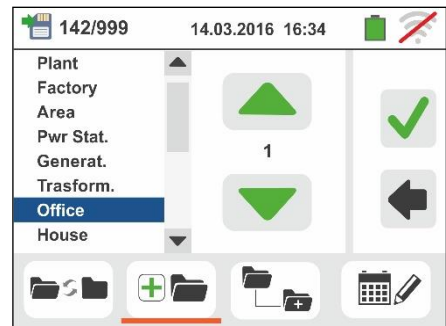 142/999 14.03.2016 16:34
Plant
Factory
Area
Pwr Stat.
Generat.
Trasform.
Office
House
1